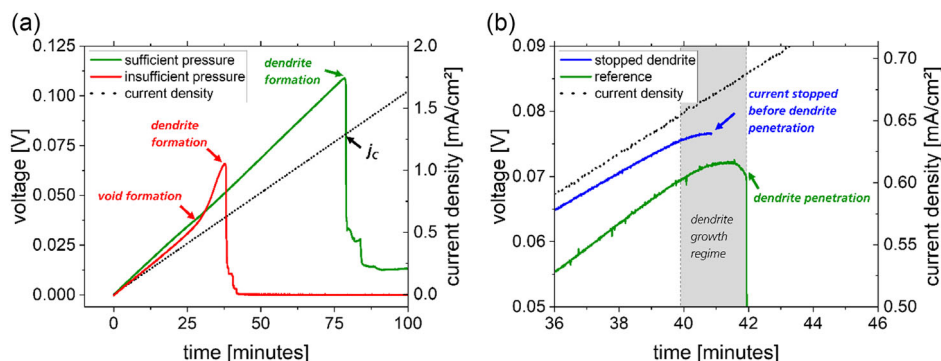 (a)
0.125
0.100
0.075
0.050
0.025
0.000
voltage [V]
sufficient pressure
insufficient pressure
current density
dendrite
formation
dendrite
formation
void formation
jc
2.0
1.5
1.0
0.5
0.0
current density [mA/cm²]
0
25
50
75
100
time [minutes]
(b)
0.09
0.08
0.07
0.06
0.05
voltage [V]
stopped dendrite
reference
current density
current stopped
before dendrite
penetration
dendrite penetration
dendrite
growth
regime
0.70
0.65
0.60
0.55
0.50
current density [mA/cm²]
36
38
40
42
44
46
time [minutes]